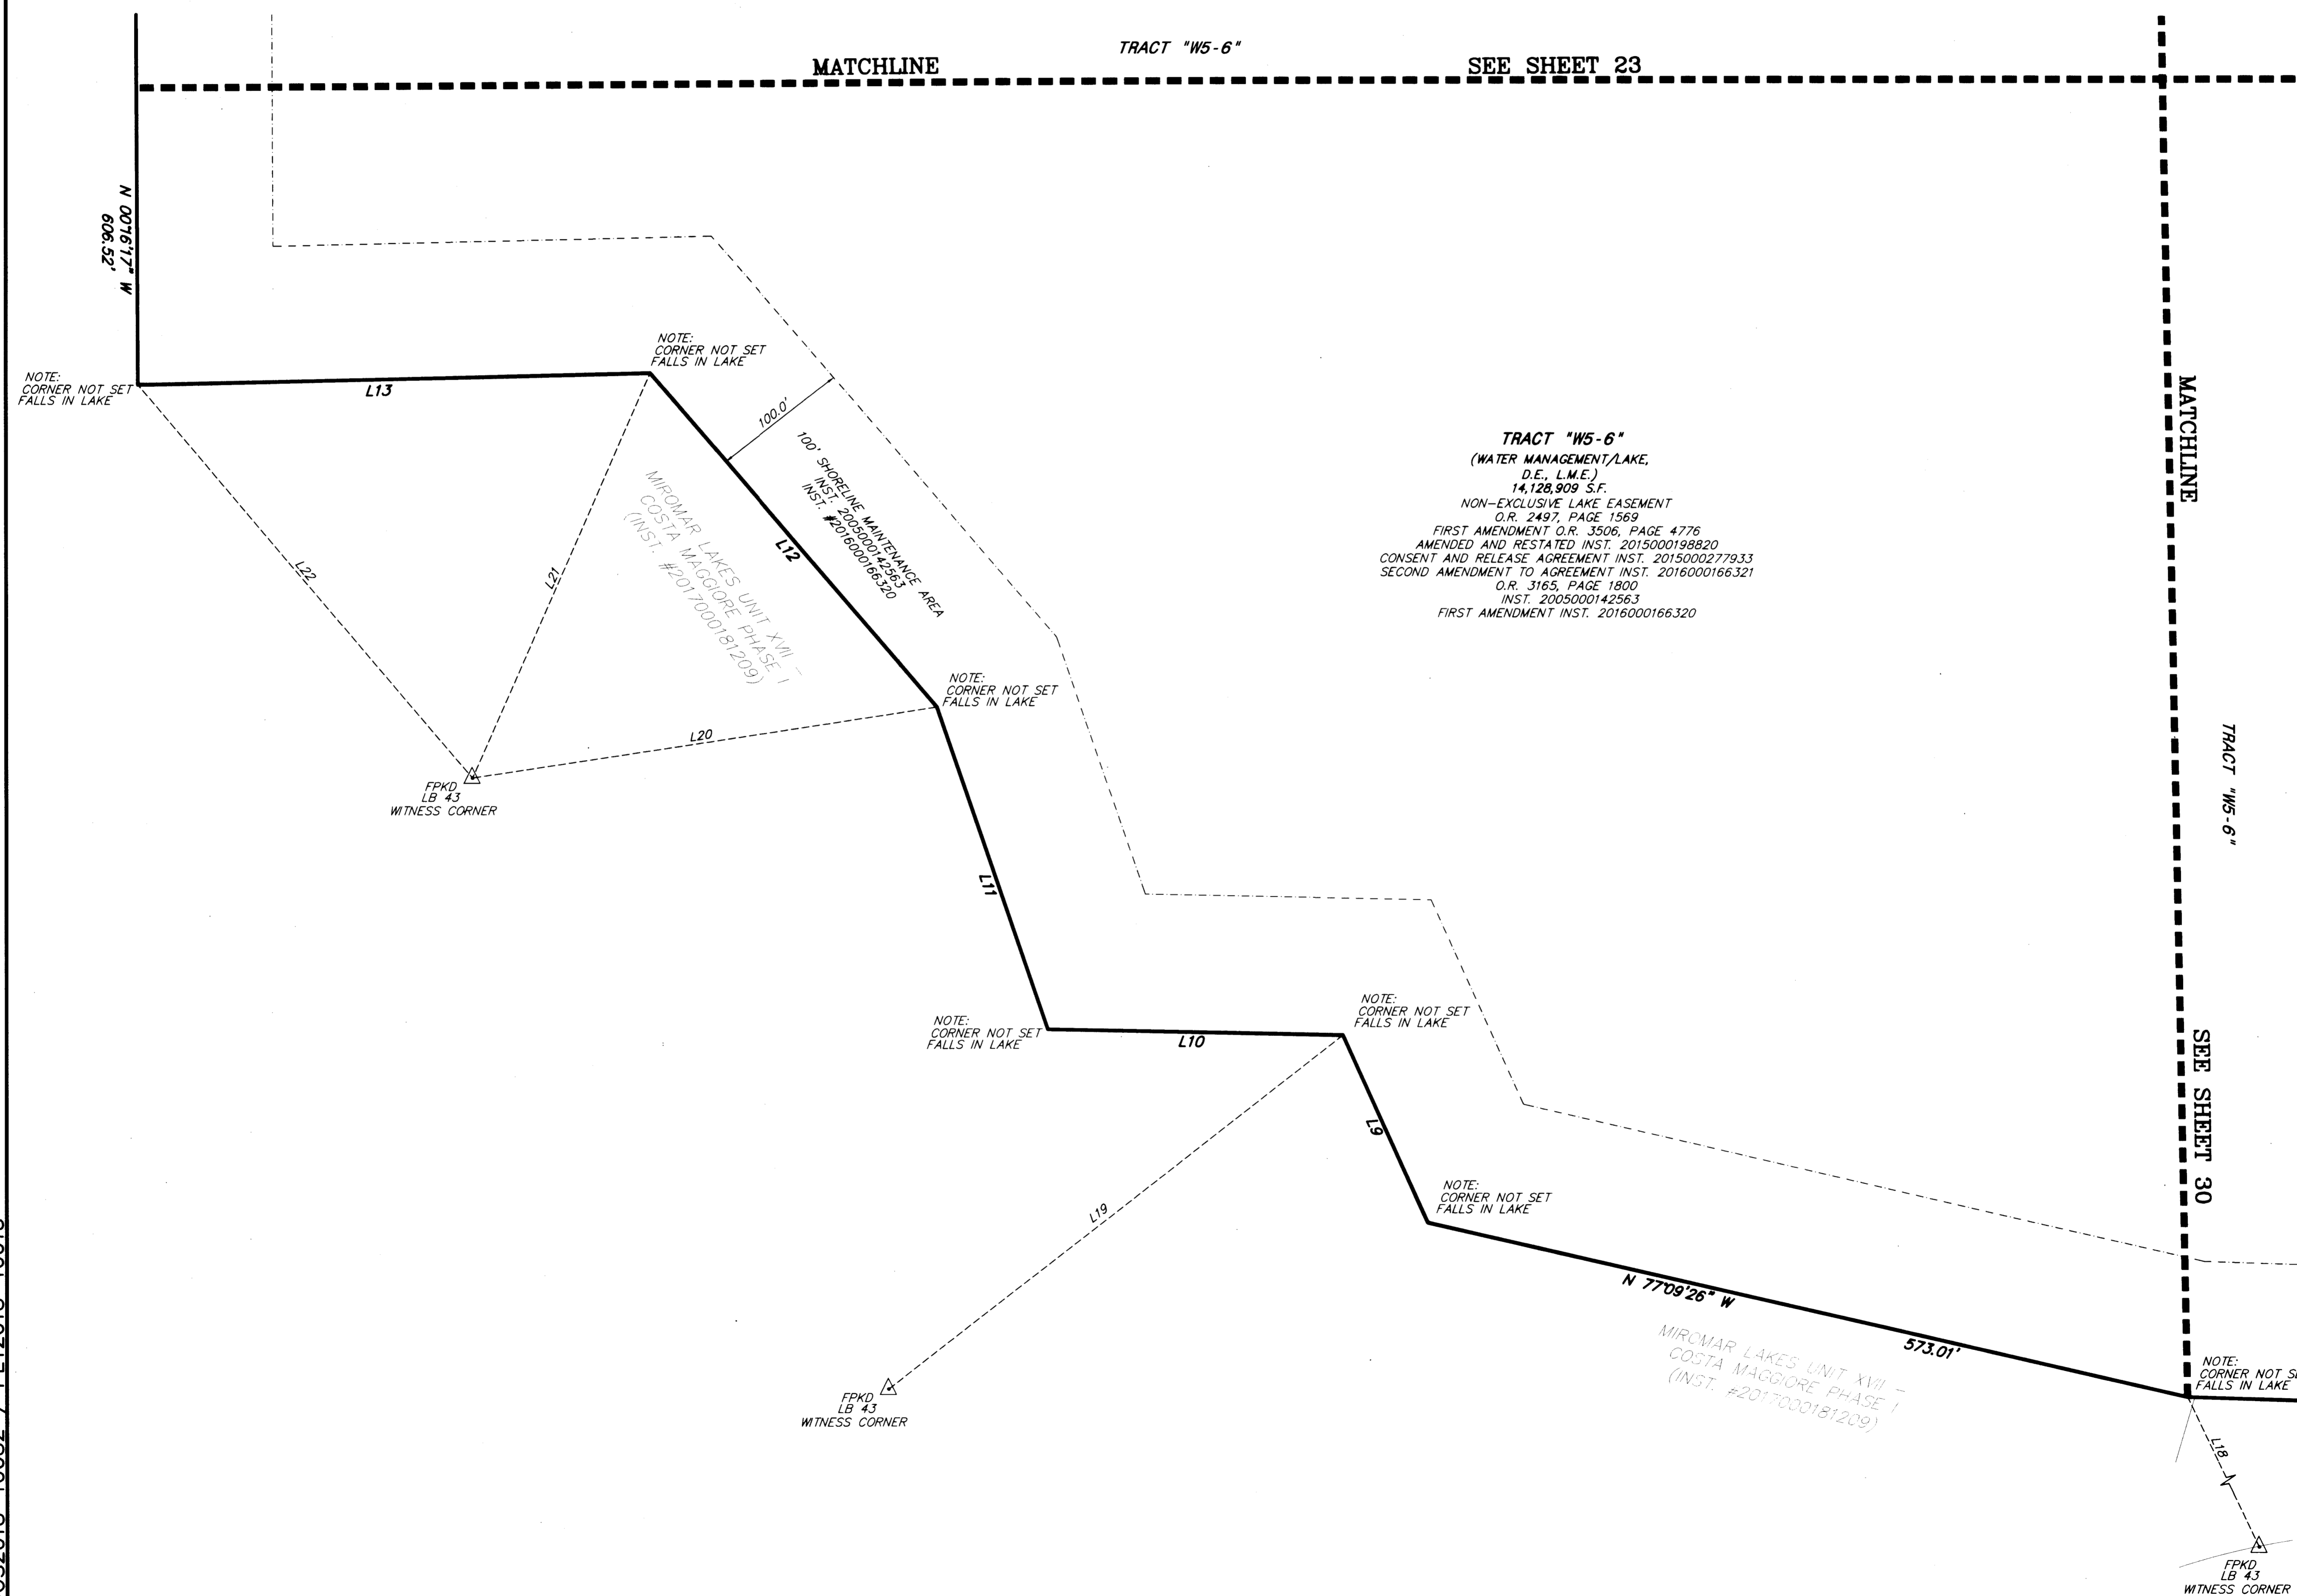 TRACT "W5-6"
MATCHLINE
SEE SHEET 23
N 00°16'17" W
606.52'
NOTE:
CORNER NOT SET
FALLS IN LAKE
NOTE:
CORNER NOT SET
FALLS IN LAKE
L13
100.0'
100' SHORELINE MAINTENANCE AREA
INST. 2005000142563
INST. #2016000166320
MIROMAR LAKES UNIT XVII -
COSTA MAGGIORE PHASE I
(INST. #2017000181209)
L12
L22
L21
TRACT "W5-6"
(WATER MANAGEMENT/LAKE,
D.E., L.M.E.)
14,128,909 S.F.
NON-EXCLUSIVE LAKE EASEMENT
O.R. 2497, PAGE 1569
FIRST AMENDMENT O.R. 3506, PAGE 4776
AMENDED AND RESTATED INST. 2015000198820
CONSENT AND RELEASE AGREEMENT INST. 2015000277933
SECOND AMENDMENT TO AGREEMENT INST. 2016000166321
O.R. 3165, PAGE 1800
INST. 2005000142563
FIRST AMENDMENT INST. 2016000166320
MATCHLINE
SEE SHEET 30
TRACT "W5-6"
NOTE:
CORNER NOT SET
FALLS IN LAKE
L20
FPKD
LB 43
WITNESS CORNER
L11
NOTE:
CORNER NOT SET
FALLS IN LAKE
L10
NOTE:
CORNER NOT SET
FALLS IN LAKE
L9
L19
NOTE:
CORNER NOT SET
FALLS IN LAKE
N 77°09'26" W
573.01'
MIROMAR LAKES UNIT XVII -
COSTA MAGGIORE PHASE I
(INST. #2017000181209)
FPKD
LB 43
WITNESS CORNER
NOTE:
CORNER NOT
FALLS IN LAKE
L18
FPKD
LB 43
WITNESS CORNER